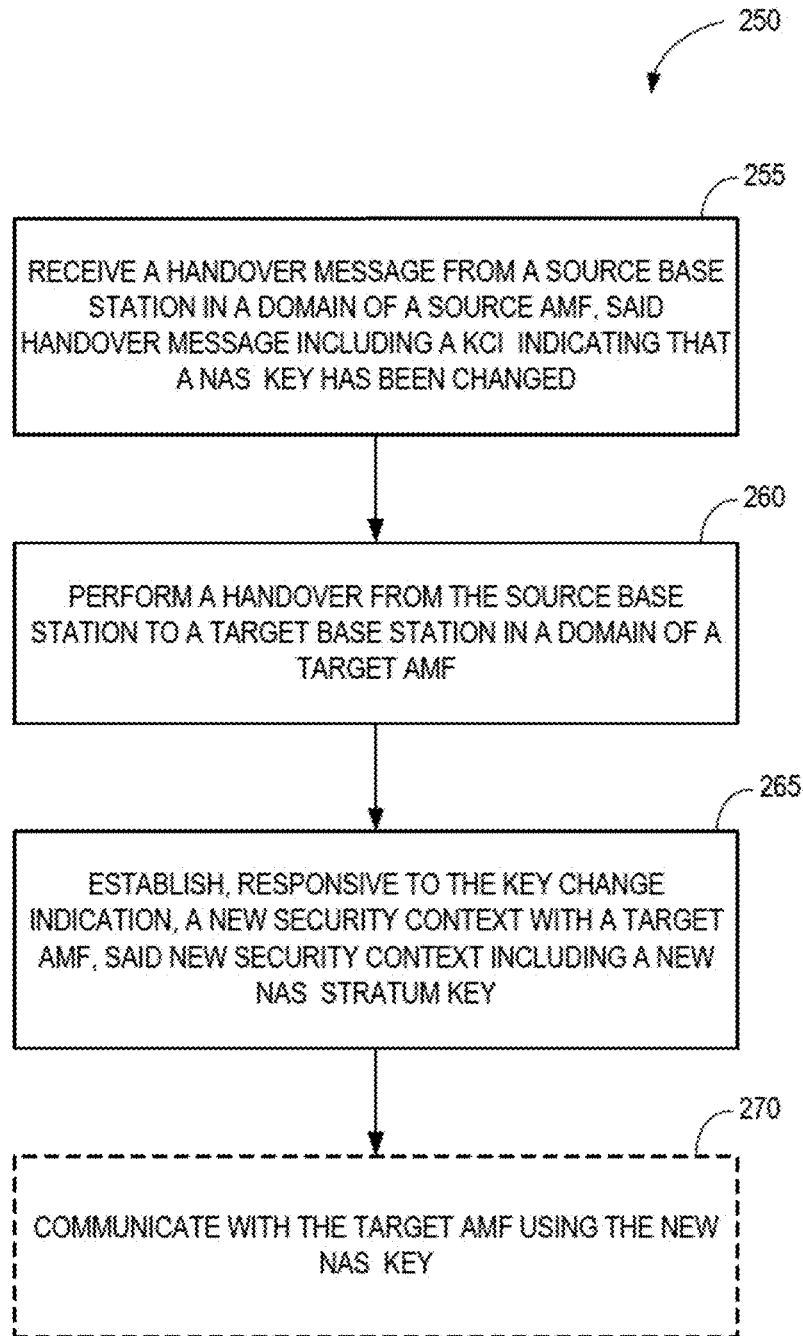 250
255
RECEIVE A HANDOVER MESSAGE FROM A SOURCE BASE
STATION IN A DOMAIN OF A SOURCE AMF, SAID
HANDOVER MESSAGE INCLUDING A KCI INDICATING THAT
A NAS KEY HAS BEEN CHANGED
260
PERFORM A HANDOVER FROM THE SOURCE BASE
STATION TO A TARGET BASE STATION IN A DOMAIN OF A
TARGET AMF
265
ESTABLISH, RESPONSIVE TO THE KEY CHANGE
INDICATION, A NEW SECURITY CONTEXT WITH A TARGET
AMF, SAID NEW SECURITY CONTEXT INCLUDING A NEW
NAS STRATUM KEY
270
COMMUNICATE WITH THE TARGET AMF USING THE NEW
NAS KEY